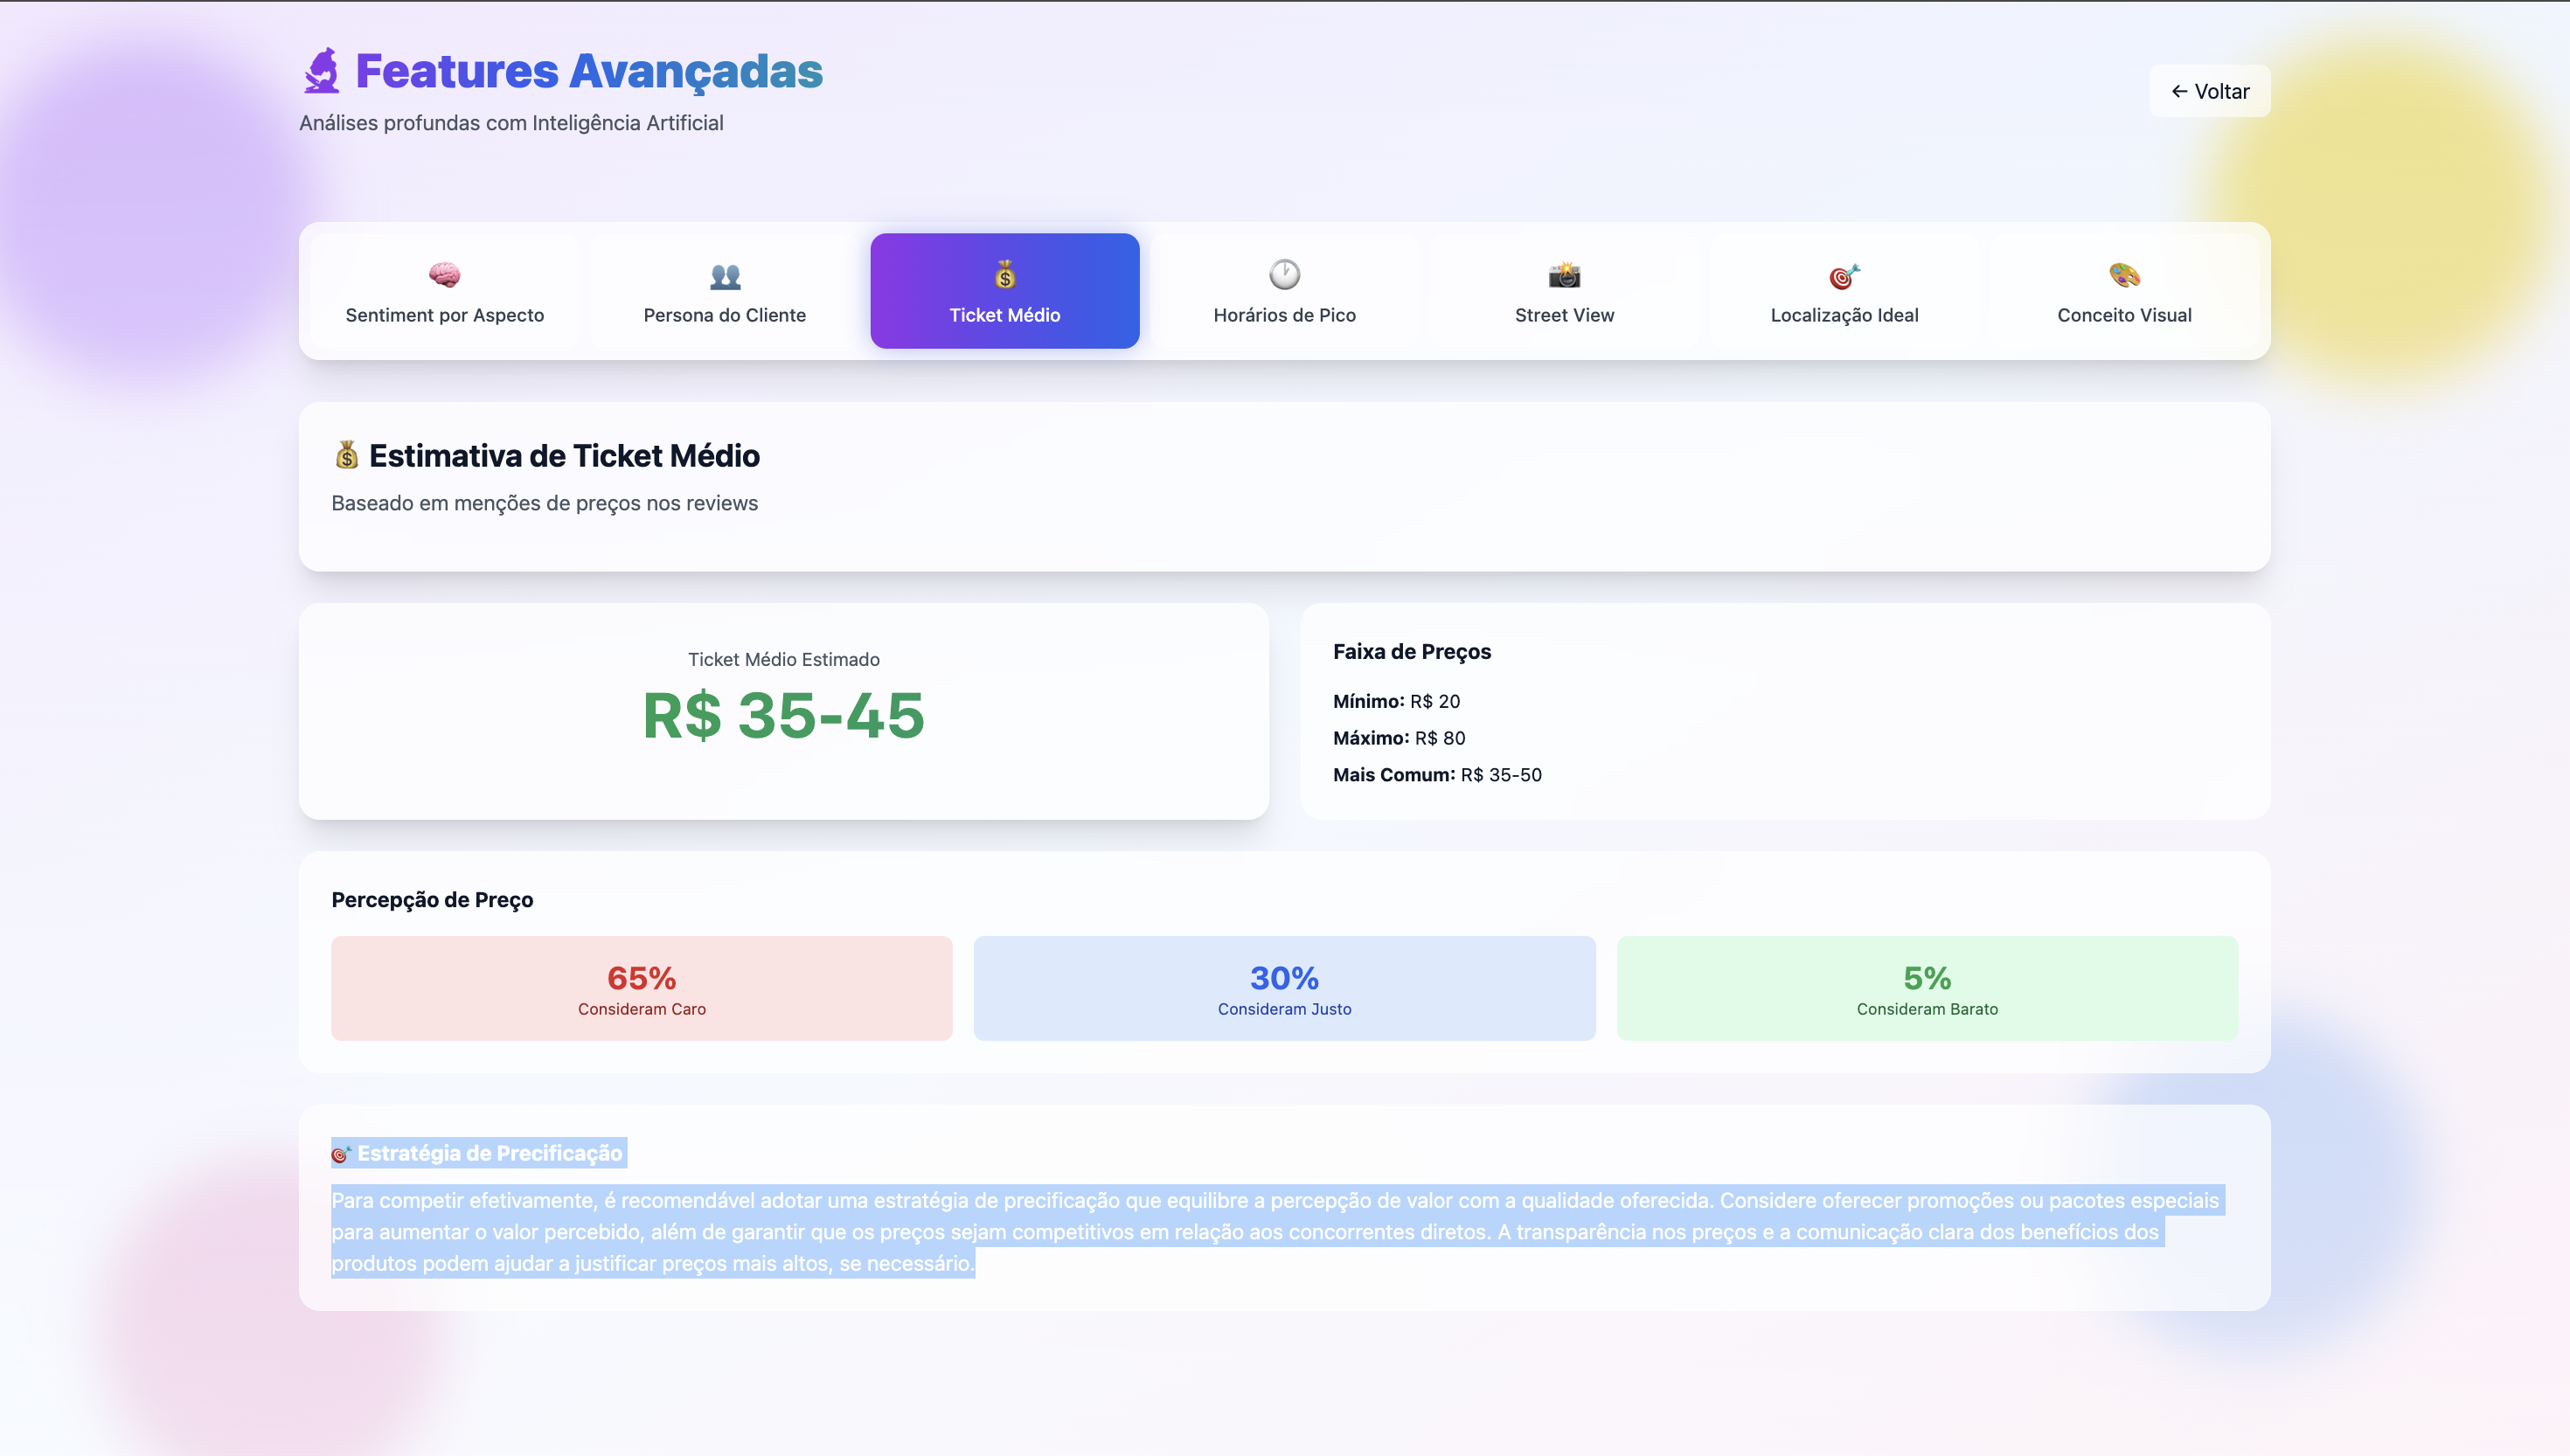 Features Avançadas
Análises profundas com Inteligência Artificial
← Voltar
Sentiment por Aspecto
Persona do Cliente
Ticket Médio
Horários de Pico
Street View
Localização Ideal
Conceito Visual
Estimativa de Ticket Médio
Baseado em menções de preços nos reviews
Ticket Médio Estimado
R$ 35-45
Faixa de Preços
Mínimo: R$ 20
Máximo: R$ 80
Mais Comum: R$ 35-50
Percepção de Preço
65%
Consideram Caro
30%
Consideram Justo
5%
Consideram Barato
Estratégia de Precificação
Para competir efetivamente, é recomendável adotar uma estratégia de precificação que equilibre a percepção de valor com a qualidade oferecida. Considere oferecer promoções ou pacotes especiais
para aumentar o valor percebido, além de garantir que os preços sejam competitivos em relação aos concorrentes diretos. A transparência nos preços e a comunicação clara dos benefícios dos
produtos podem ajudar a justificar preços mais altos, se necessário.